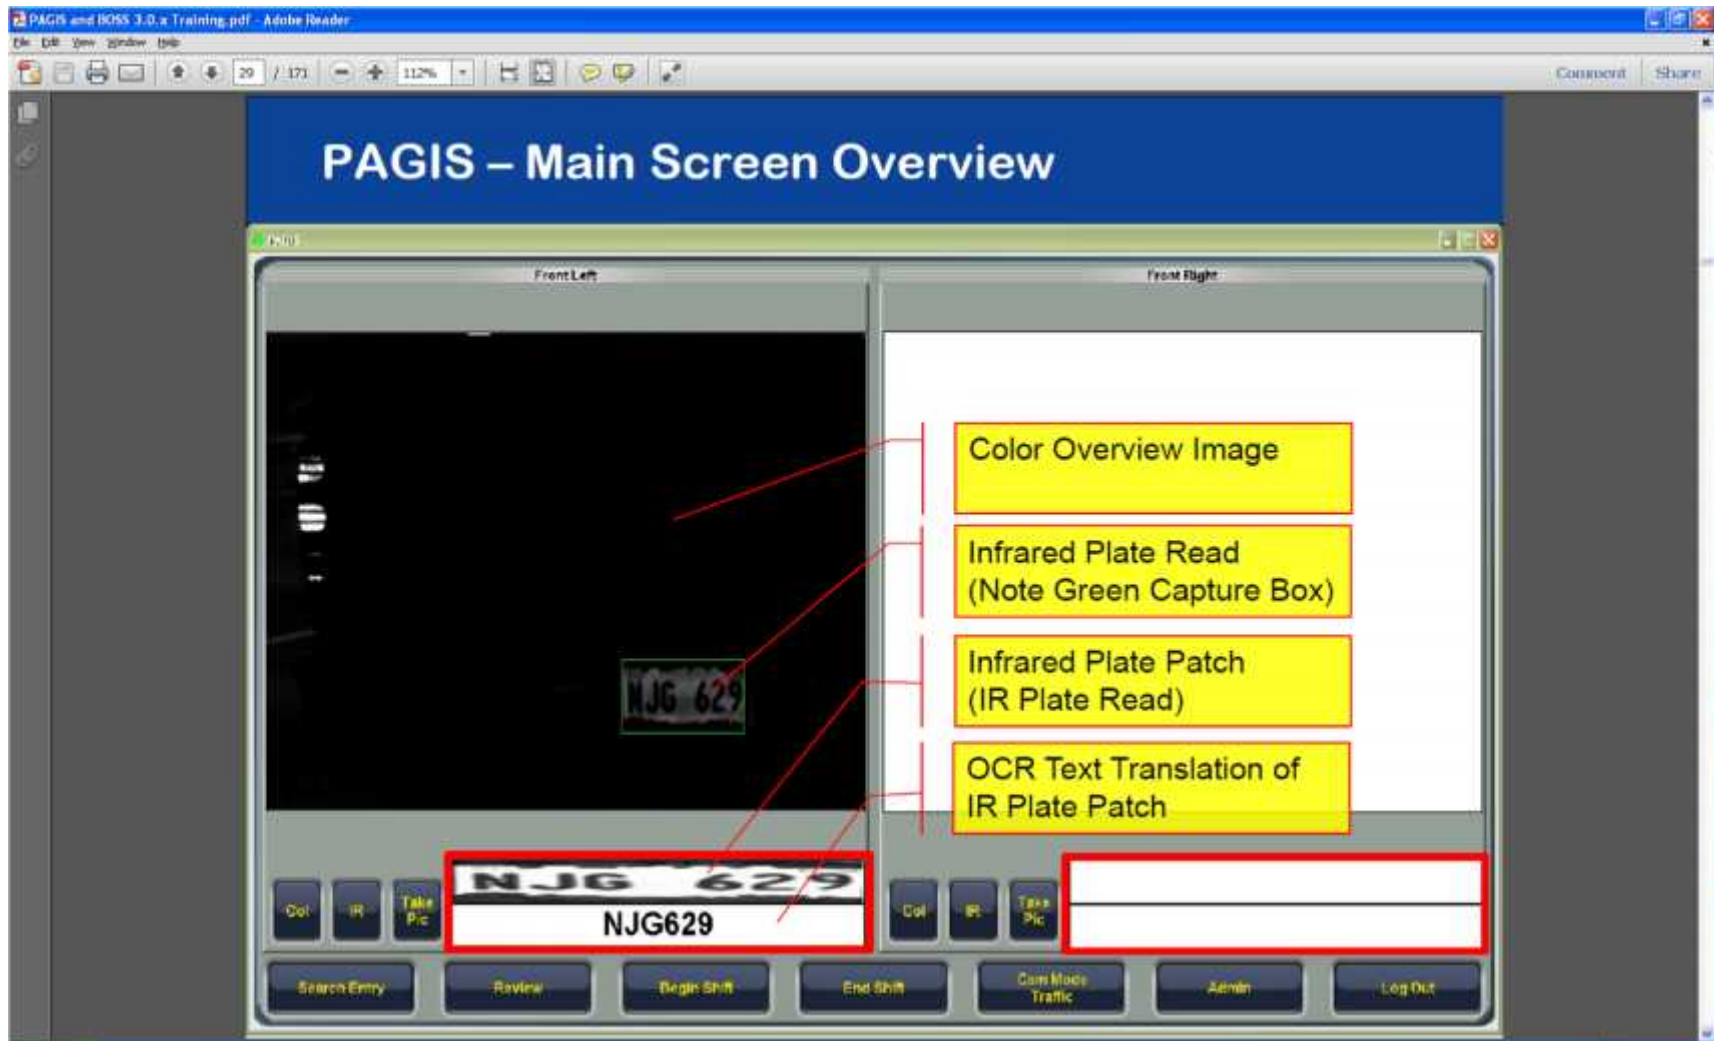 PAGIS and BOSS 3.0.x Training.pdf - Adobe Reader
File Edit View Window Help
29 / 171 112% Comment Share
PAGIS – Main Screen Overview
PAGIS
Front Left Front Right
Color Overview Image
Infrared Plate Read
(Note Green Capture Box)
NJG 629
Infrared Plate Patch
(IR Plate Read)
OCR Text Translation of
IR Plate Patch
NJG 629
Col IR Take Pic
NJG629
Col IR Take Pic
Search Entry Review Begin Shift End Shift Cam Mode Traffic Admin Log Out